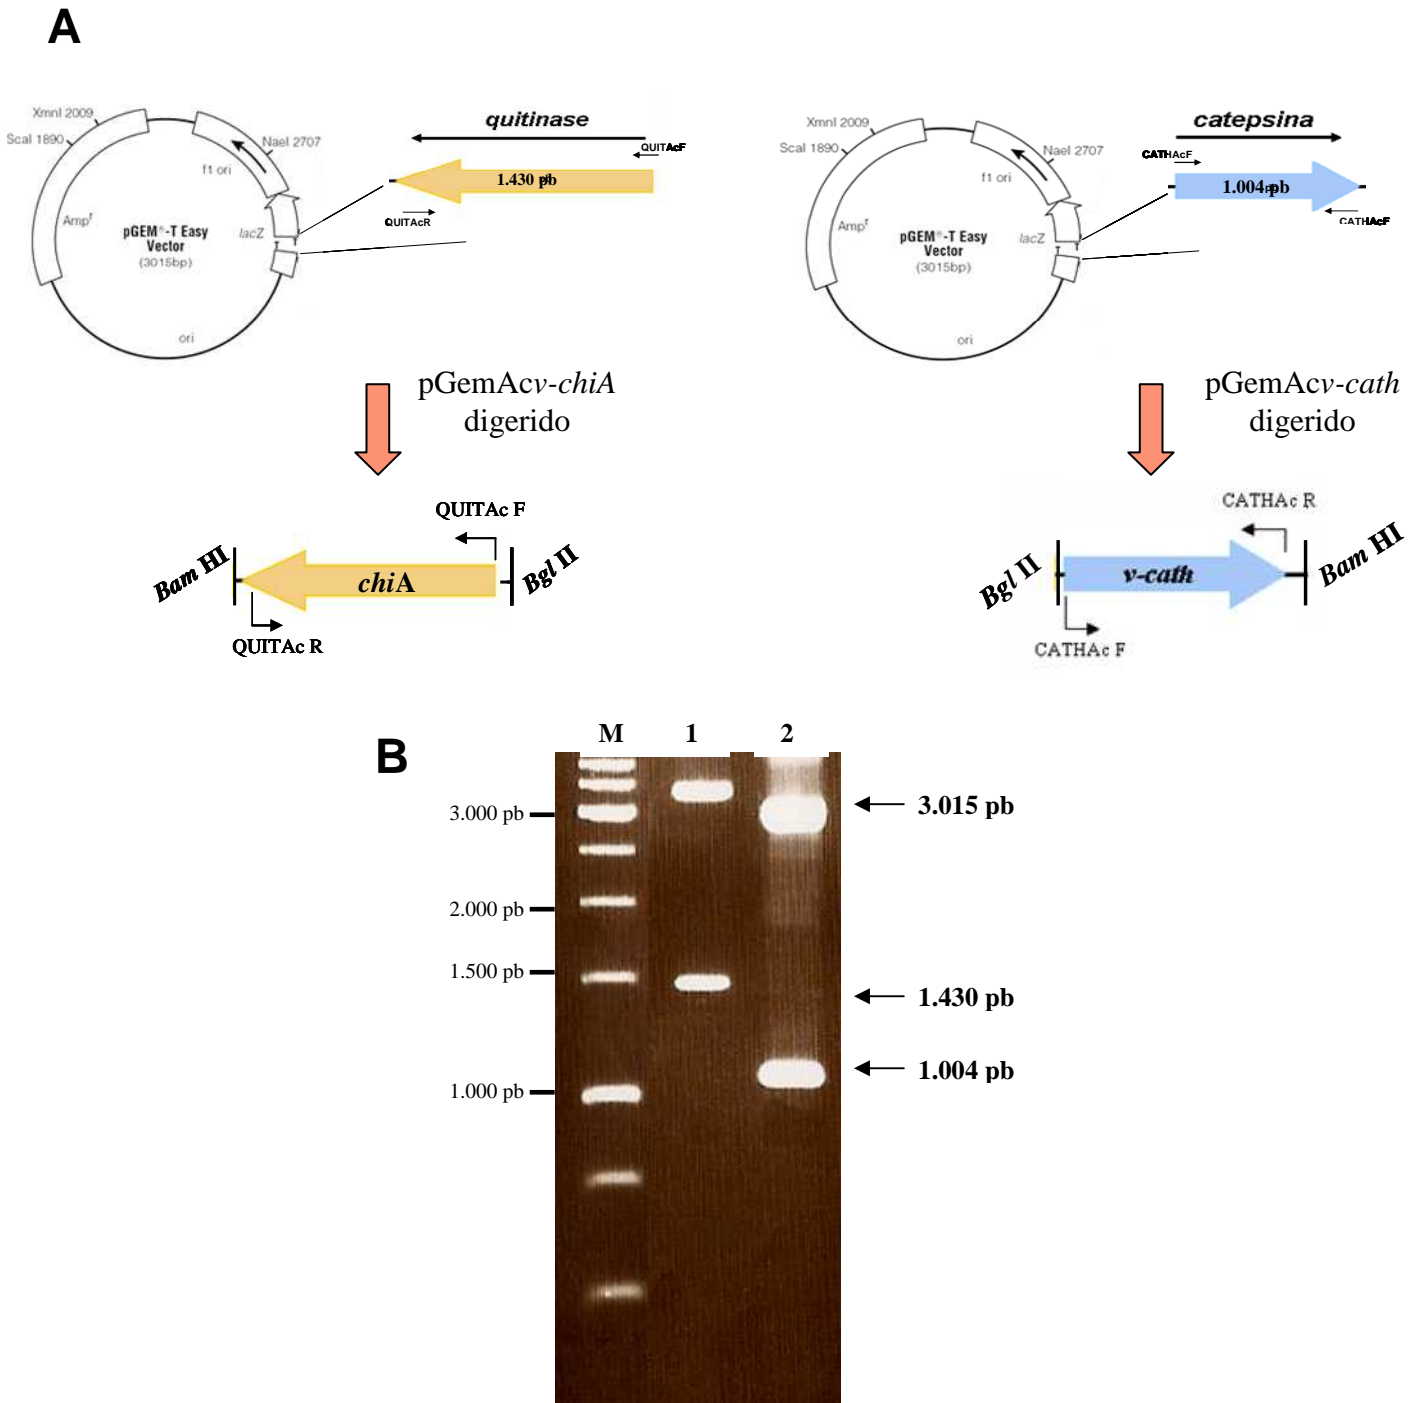 A
quitinase
QUITAcF
1.430 pb
QUITAcR
XmnI 2009
ScaI 1890
NaeI 2707
f1 ori
Ampr
lacZ
pGEM®-T Easy
Vector
(3015bp)
ori
catepsina
CATHAcF
1.004 pb
CATHAcF
XmnI 2009
ScaI 1890
NaeI 2707
f1 ori
Ampr
lacZ
pGEM®-T Easy
Vector
(3015bp)
ori
pGemAcv-chiA
digerido
pGemAcv-cath
digerido
QUITAc F
Bam HI
chiA
Bgl II
QUITAc R
CATHAc R
Bgl II
v-cath
Bam HI
CATHAc F
B
M 1 2
3.000 pb
2.000 pb
1.500 pb
1.000 pb
3.015 pb
1.430 pb
1.004 pb